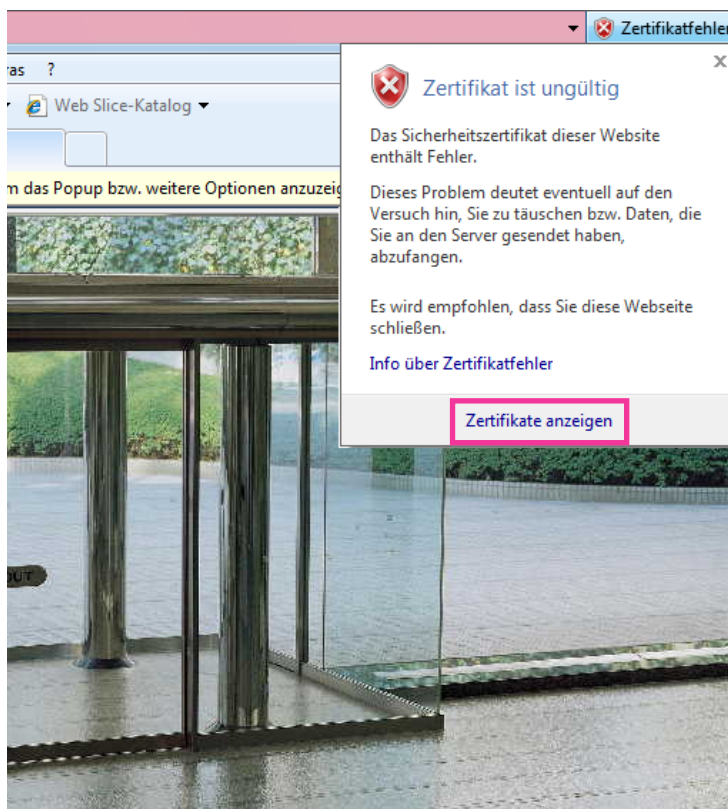 Zertifikatfehler
ras ?
Zertifikat ist ungültig
Web Slice-Katalog
Das Sicherheitszertifikat dieser Website
enthält Fehler.
m das Popup bzw. weitere Optionen anzuzeig
Dieses Problem deutet eventuell auf den
Versuch hin, Sie zu täuschen bzw. Daten, die
Sie an den Server gesendet haben,
abzufangen.
Es wird empfohlen, dass Sie diese Webseite
schließen.
Info über Zertifikatfehler
Zertifikate anzeigen
OUT